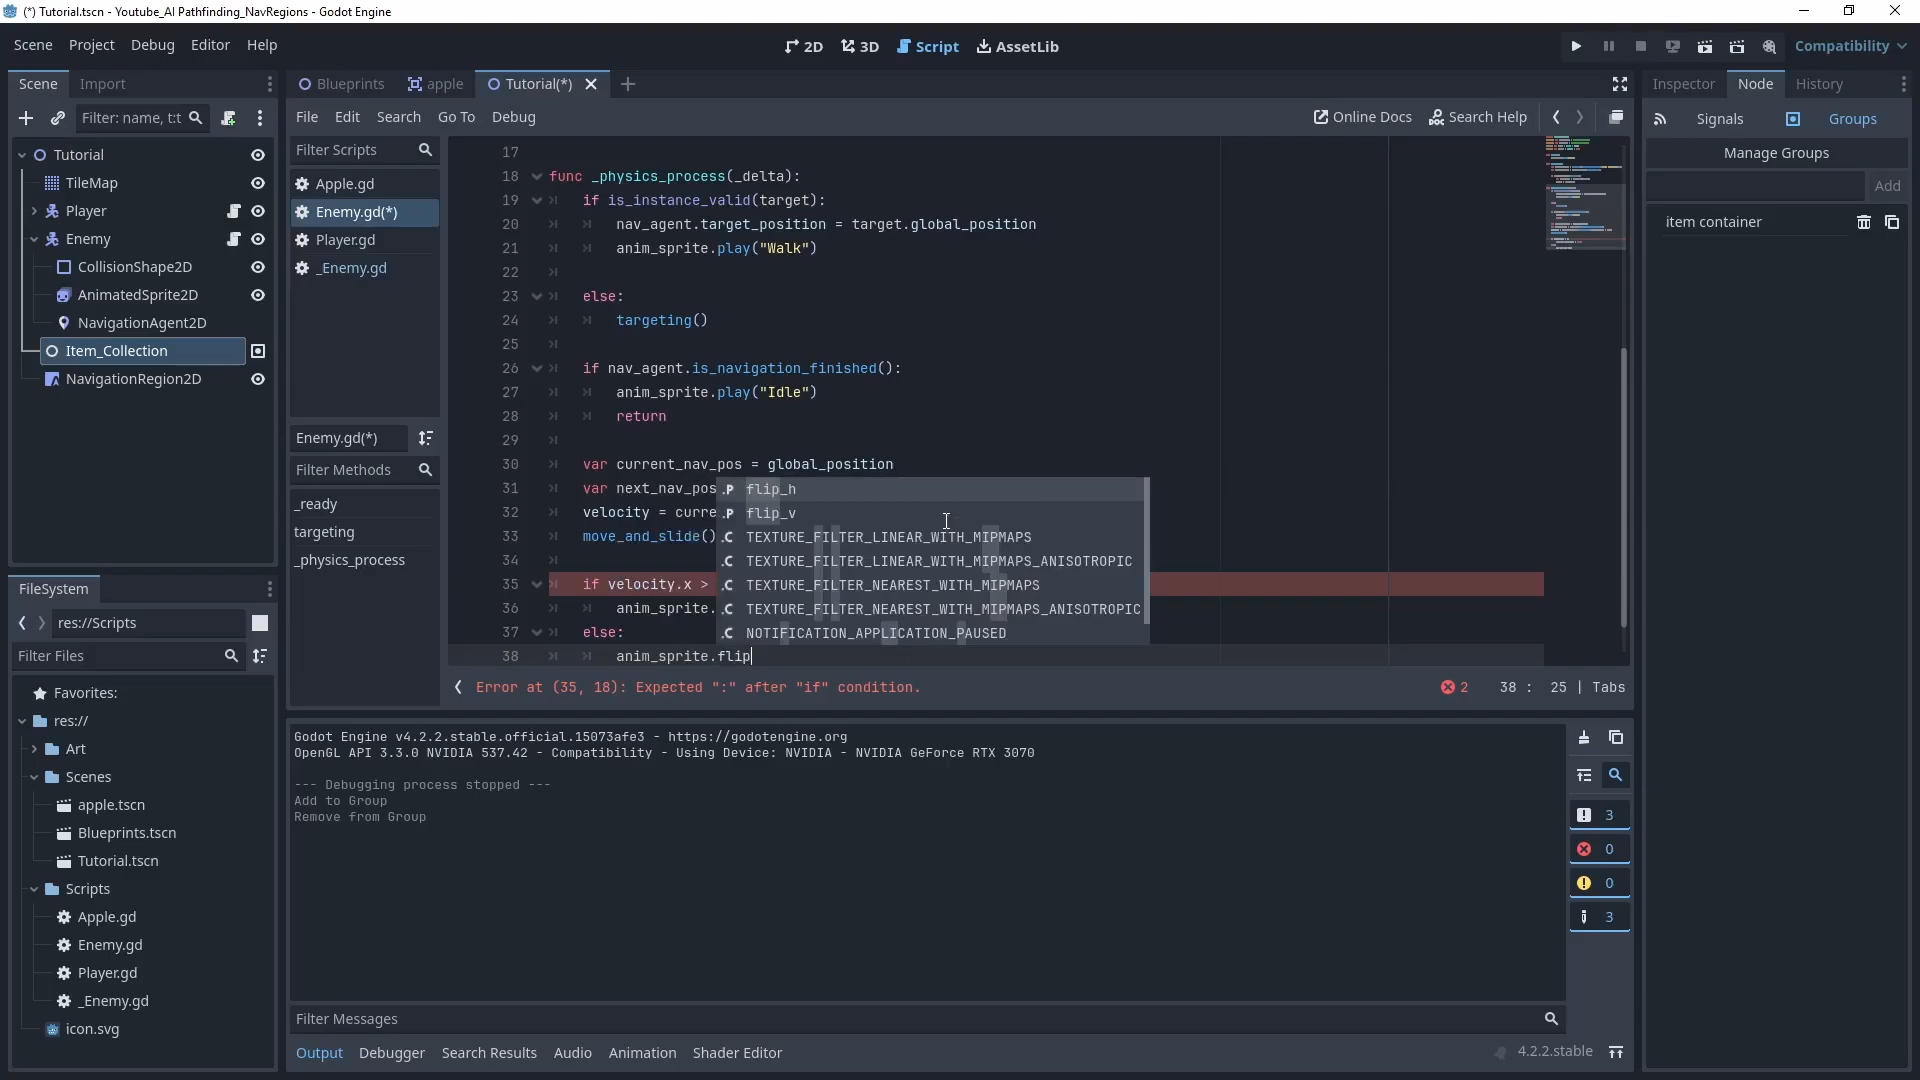 (*) Tutorial.tscn - Youtube_AI Pathfinding_NavRegions - Godot Engine
Scene Project Debug Editor Help
2D 3D Script AssetLib
Compatibility
Scene Import
Filter: name, t:t
Tutorial
TileMap
Player
Enemy
CollisionShape2D
AnimatedSprite2D
NavigationAgent2D
Item_Collection
NavigationRegion2D
FileSystem
res://Scripts
Filter Files
Favorites:
res://
Art
Scenes
apple.tscn
Blueprints.tscn
Tutorial.tscn
Scripts
Apple.gd
Enemy.gd
Player.gd
_Enemy.gd
icon.svg
Blueprints apple Tutorial(*)
File Edit Search Go To Debug
Online Docs Search Help
Filter Scripts
Apple.gd
Enemy.gd(*)
Player.gd
_Enemy.gd
Enemy.gd(*)
Filter Methods
_ready
targeting
_physics_process
17
18 func _physics_process(_delta):
19 if is_instance_valid(target):
20 nav_agent.target_position = target.global_position
21 anim_sprite.play("Walk")
22
23 else:
24 targeting()
25
26 if nav_agent.is_navigation_finished():
27 anim_sprite.play("Idle")
28 return
29
30 var current_nav_pos = global_position
31 var next_nav_pos
32 velocity = curre
33 move_and_slide()
34
35 if velocity.x >
36 anim_sprite.
37 else:
38 anim_sprite.flip
.P flip_h
.P flip_v
.C TEXTURE_FILTER_LINEAR_WITH_MIPMAPS
.C TEXTURE_FILTER_LINEAR_WITH_MIPMAPS_ANISOTROPIC
.C TEXTURE_FILTER_NEAREST_WITH_MIPMAPS
.C TEXTURE_FILTER_NEAREST_WITH_MIPMAPS_ANISOTROPIC
.C NOTIFICATION_APPLICATION_PAUSED
Error at (35, 18): Expected ":" after "if" condition.
2 38 : 25 | Tabs
Godot Engine v4.2.2.stable.official.15073afe3 - https://godotengine.org
OpenGL API 3.3.0 NVIDIA 537.42 - Compatibility - Using Device: NVIDIA - NVIDIA GeForce RTX 3070
--- Debugging process stopped ---
Add to Group
Remove from Group
3
0
0
3
Filter Messages
Output Debugger Search Results Audio Animation Shader Editor
4.2.2.stable
Inspector Node History
Signals Groups
Manage Groups
Add
item container